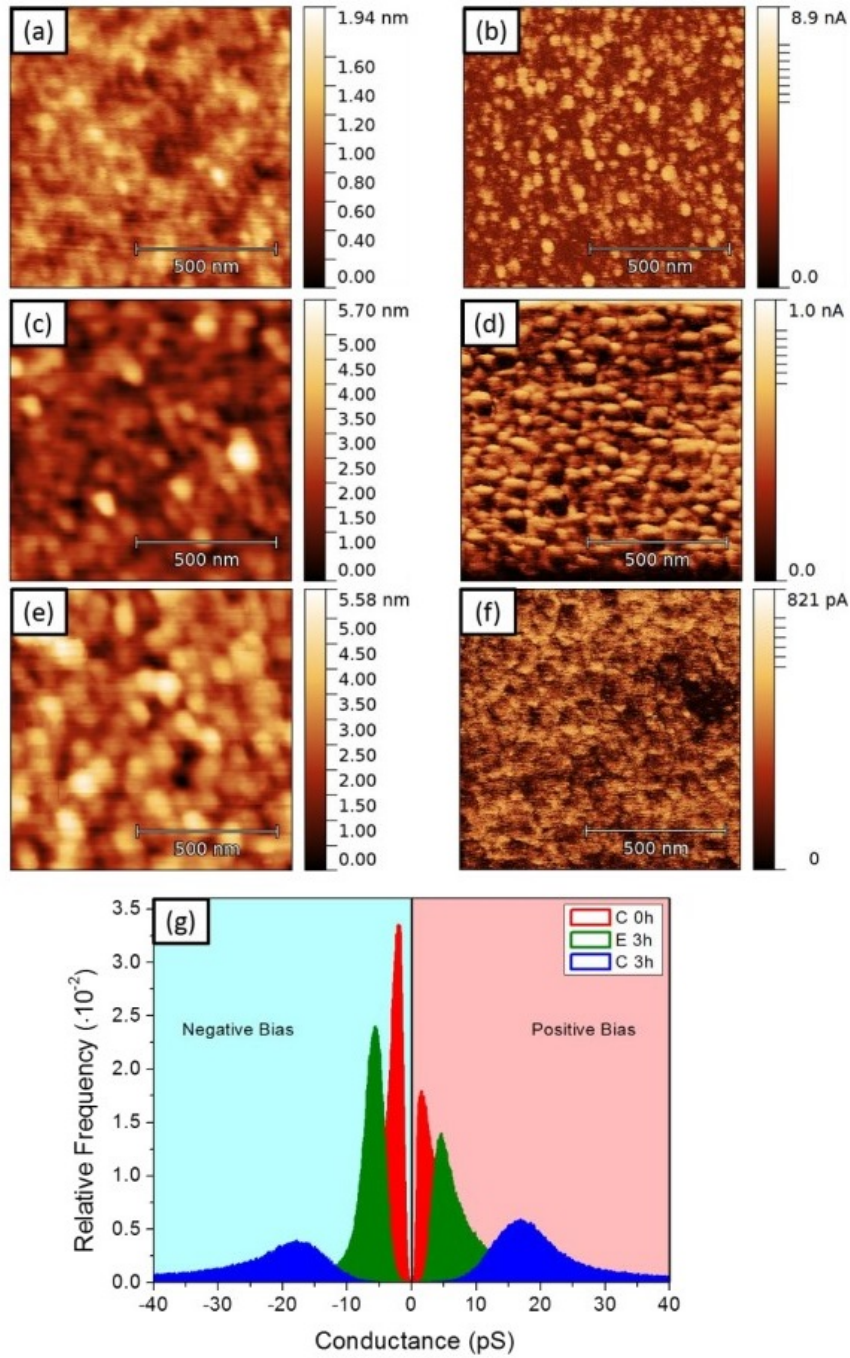 (a)
1.94 nm
1.60
1.40
1.20
1.00
0.80
0.60
0.40
0.00
500 nm
(b)
8.9 nA
0.0
500 nm
(c)
5.70 nm
5.00
4.50
4.00
3.50
3.00
2.50
2.00
1.50
1.00
0.00
500 nm
(d)
1.0 nA
0.0
500 nm
(e)
5.58 nm
5.00
4.50
4.00
3.50
3.00
2.50
2.00
1.50
1.00
0.00
500 nm
(f)
821 pA
0
500 nm
(g)
C 0h
E 3h
C 3h
Negative Bias
Positive Bias
Relative Frequency (·10⁻²)
3.5
3.0
2.5
2.0
1.5
1.0
0.5
0.0
-40 -30 -20 -10 0 10 20 30 40
Conductance (pS)